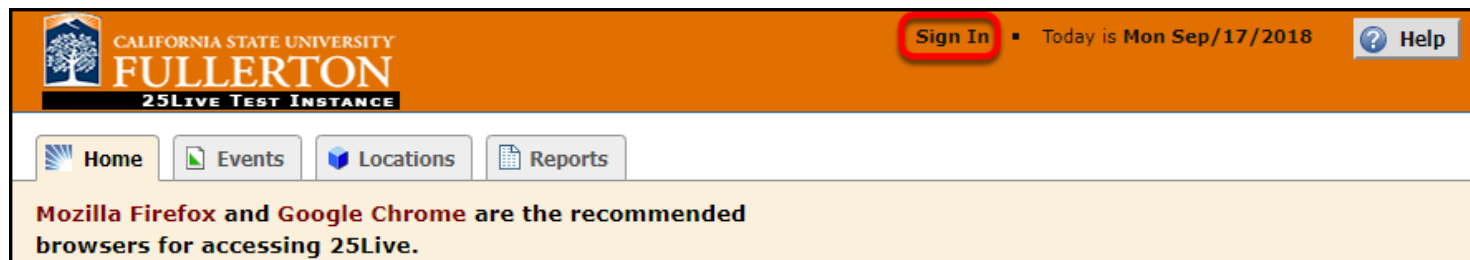 CALIFORNIA STATE UNIVERSITY
FULLERTON
25LIVE TEST INSTANCE
Sign In ▪ Today is Mon Sep/17/2018
Help
Home Events Locations Reports
Mozilla Firefox and Google Chrome are the recommended
browsers for accessing 25Live.